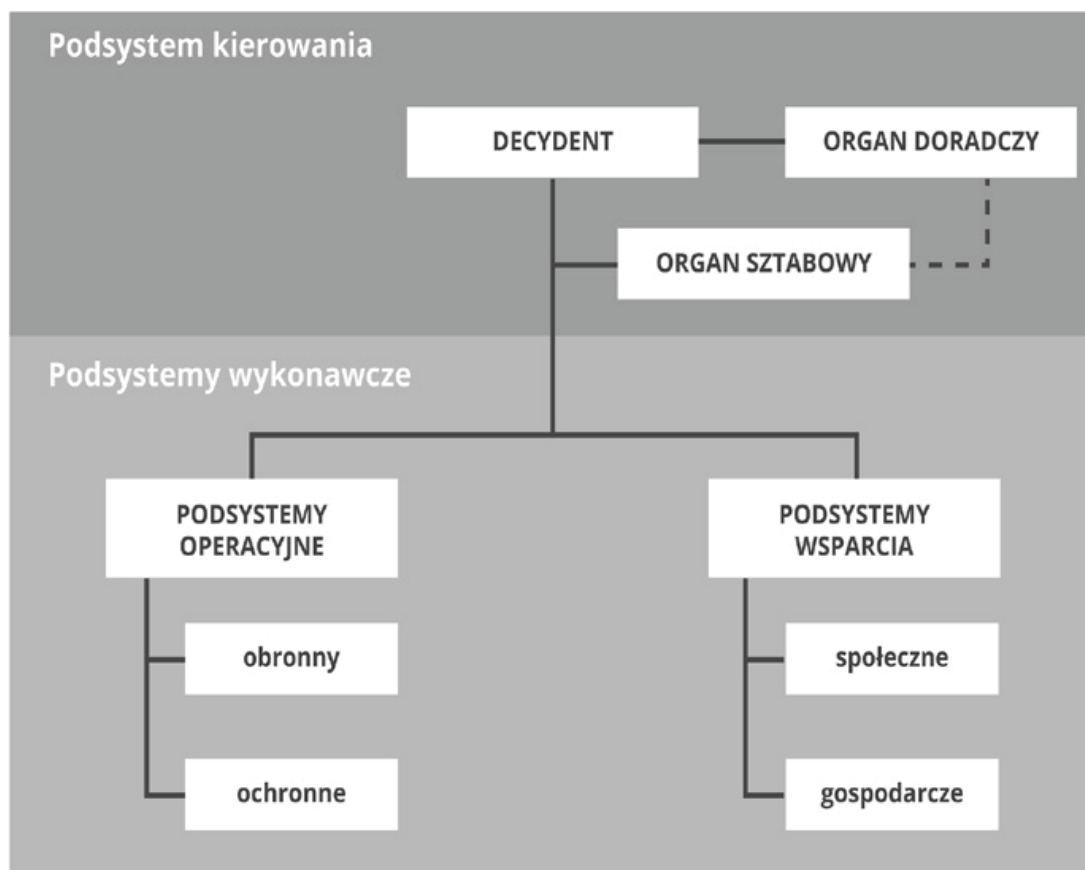 Podsystem kierowania
DECYDENT
ORGAN DORADCZY
ORGAN SZTABOWY
Podsystemy wykonawcze
PODSYSTEMY
OPERACYJNE
obronny
ochronne
PODSYSTEMY
WSPARCIA
społeczne
gospodarcze